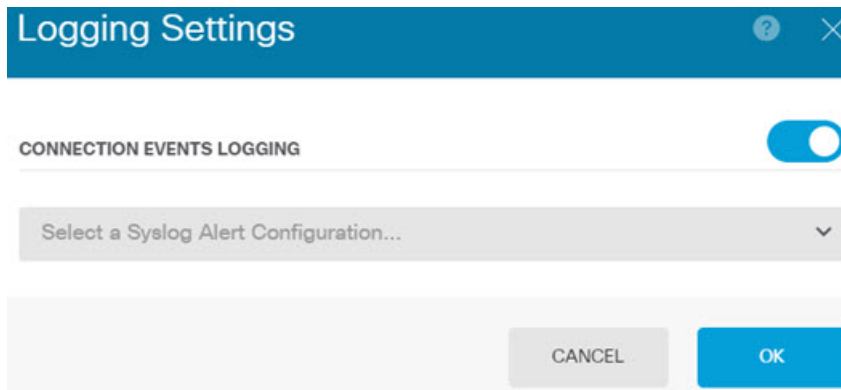 Logging Settings
?
CONNECTION EVENTS LOGGING
Select a Syslog Alert Configuration...
CANCEL
OK